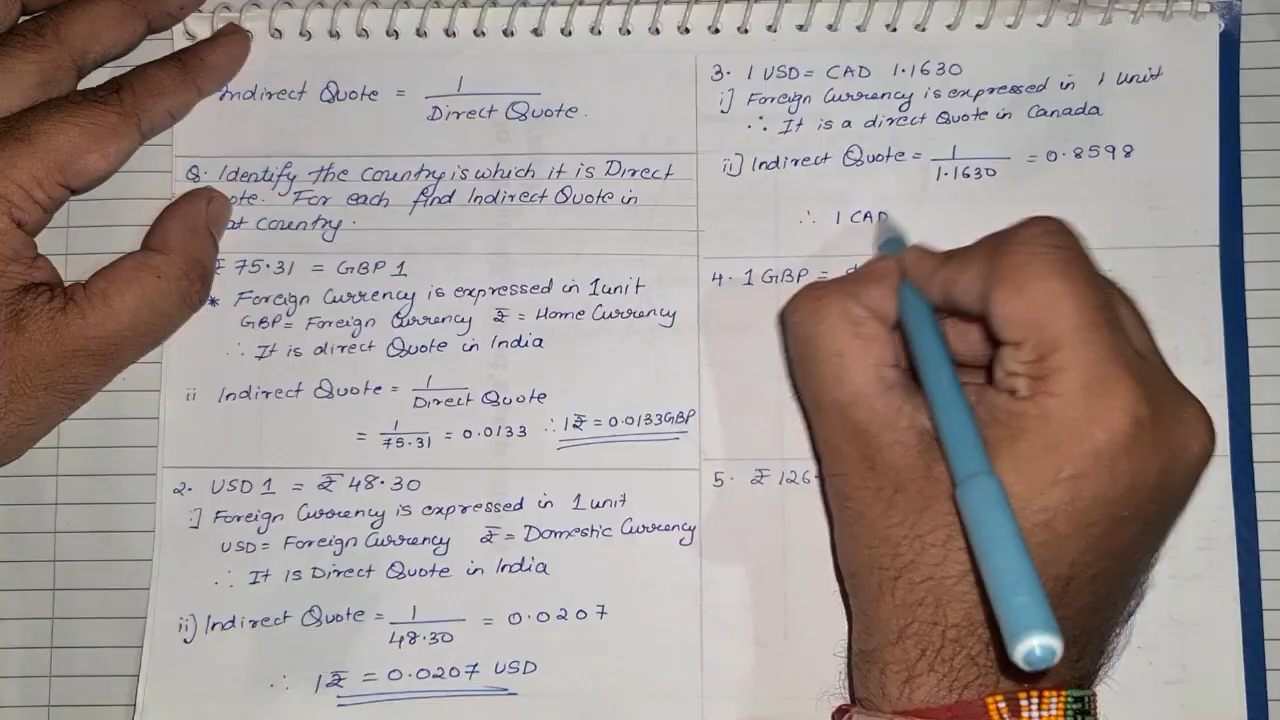 Indirect Quote = 1 / Direct Quote.
Q. Identify the country is which it is Direct
ote. For each find Indirect Quote in
at country.
₹ 75.31 = GBP 1
* Foreign Currency is expressed in 1 unit
GBP = Foreign Currency ₹ = Home Currency
∴ It is direct Quote in India
ii Indirect Quote = 1 / Direct Quote
= 1 / 75.31 = 0.0133 ∴ 1₹ = 0.0133 GBP
2. USD 1 = ₹ 48.30
i] Foreign Currency is expressed in 1 unit
USD = Foreign Currency ₹ = Domestic Currency
∴ It is Direct Quote in India
ii) Indirect Quote = 1 / 48.30 = 0.0207
∴ 1₹ = 0.0207 USD
3. 1 USD = CAD 1.1630
i] Foreign Currency is expressed in 1 Unit
∴ It is a direct Quote in Canada
ii] Indirect Quote = 1 / 1.1630 = 0.8598
∴ 1 CAD
4. 1 GBP =
5. ₹ 126